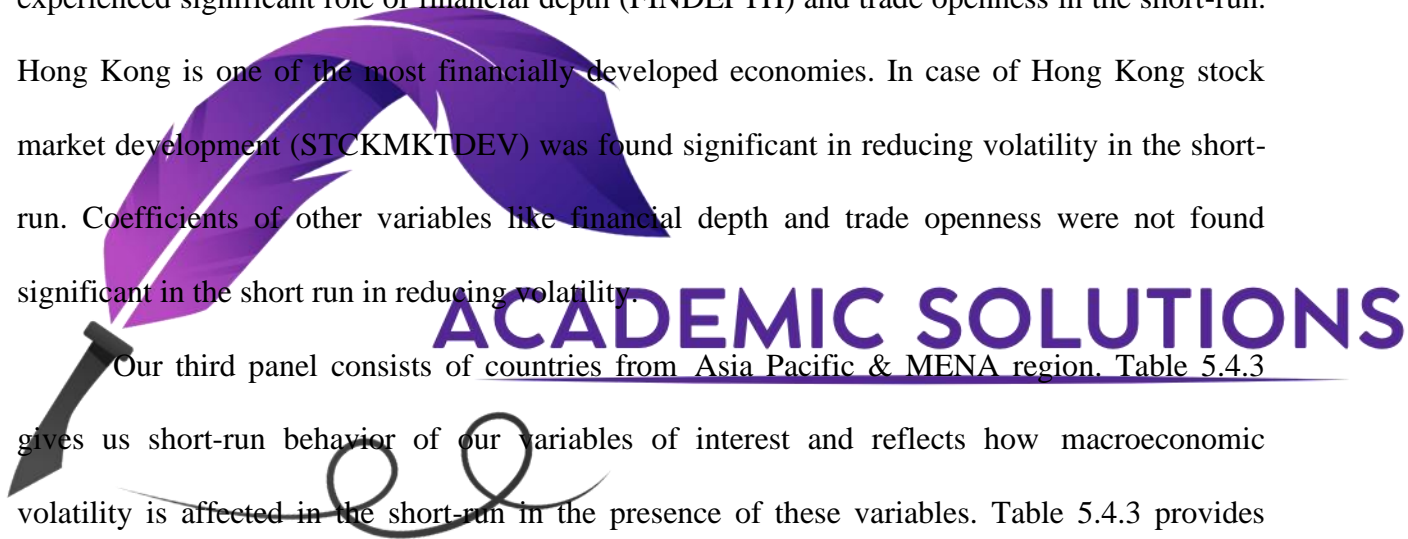 experienced significant role of financial depth (FINDEPTH) and trade openness in the short-run.
Hong Kong is one of the most financially developed economies. In case of Hong Kong stock
market development (STCKMKTDEV) was found significant in reducing volatility in the short-
run. Coefficients of other variables like financial depth and trade openness were not found
significant in the short run in reducing volatility.
ACADEMIC SOLUTIONS
Our third panel consists of countries from Asia Pacific & MENA region. Table 5.4.3
gives us short-run behavior of our variables of interest and reflects how macroeconomic
volatility is affected in the short-run in the presence of these variables. Table 5.4.3 provides